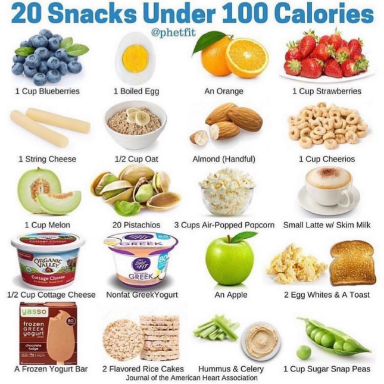 20 Snacks Under 100 Calories
@phetfit
1 Cup Blueberries
1 Boiled Egg
An Orange
1 Cup Strawberries
1 String Cheese
1/2 Cup Oat
Almond (Handful)
1 Cup Cheerios
1 Cup Melon
20 Pistachios
3 Cups Air-Popped Popcorn
Small Latte w/ Skim Milk
Cottage Cheese
ORGANIC VALLEY
Cottage Cheese
GREEK
GREEK
80
1/2 Cup Cottage Cheese
Nonfat GreekYogurt
An Apple
2 Egg Whites & A Toast
yasso
frozen
GREEK
yogurt
A Frozen Yogurt Bar
2 Flavored Rice Cakes
Hummus & Celery
1 Cup Sugar Snap Peas
Journal of the American Heart Association